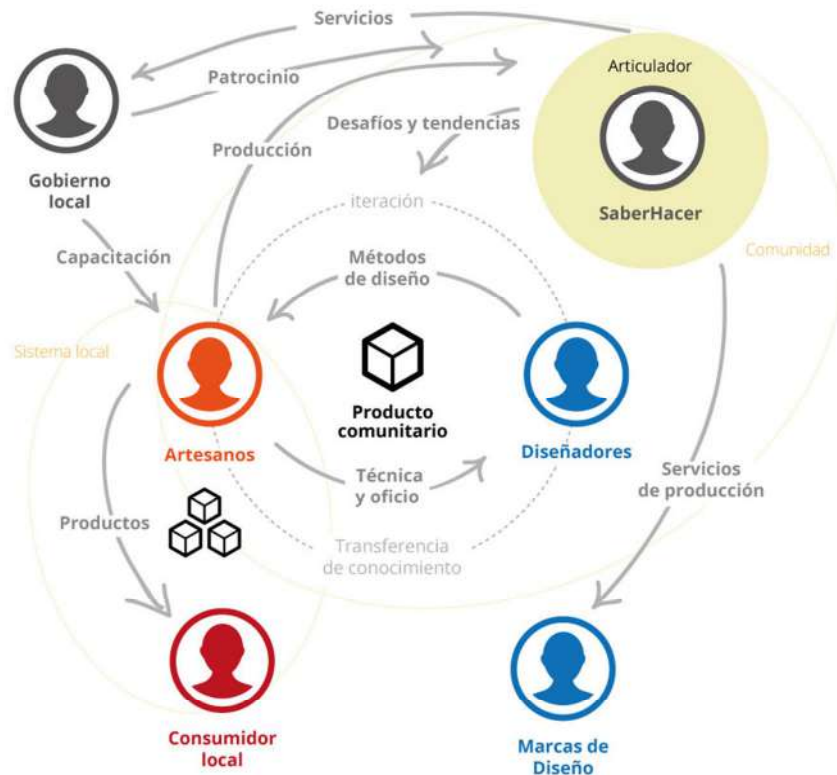 Servicios
Patrocinio
Articulador
Desafíos y tendencias
Producción
Gobierno
local
SaberHacer
iteración
Comunidad
Capacitación
Métodos
de diseño
Sistema local
Producto
comunitario
Artesanos
Diseñadores
Técnica
y oficio
Servicios
de producción
Productos
Transferencia
de conocimiento
Consumidor
local
Marcas de
Diseño